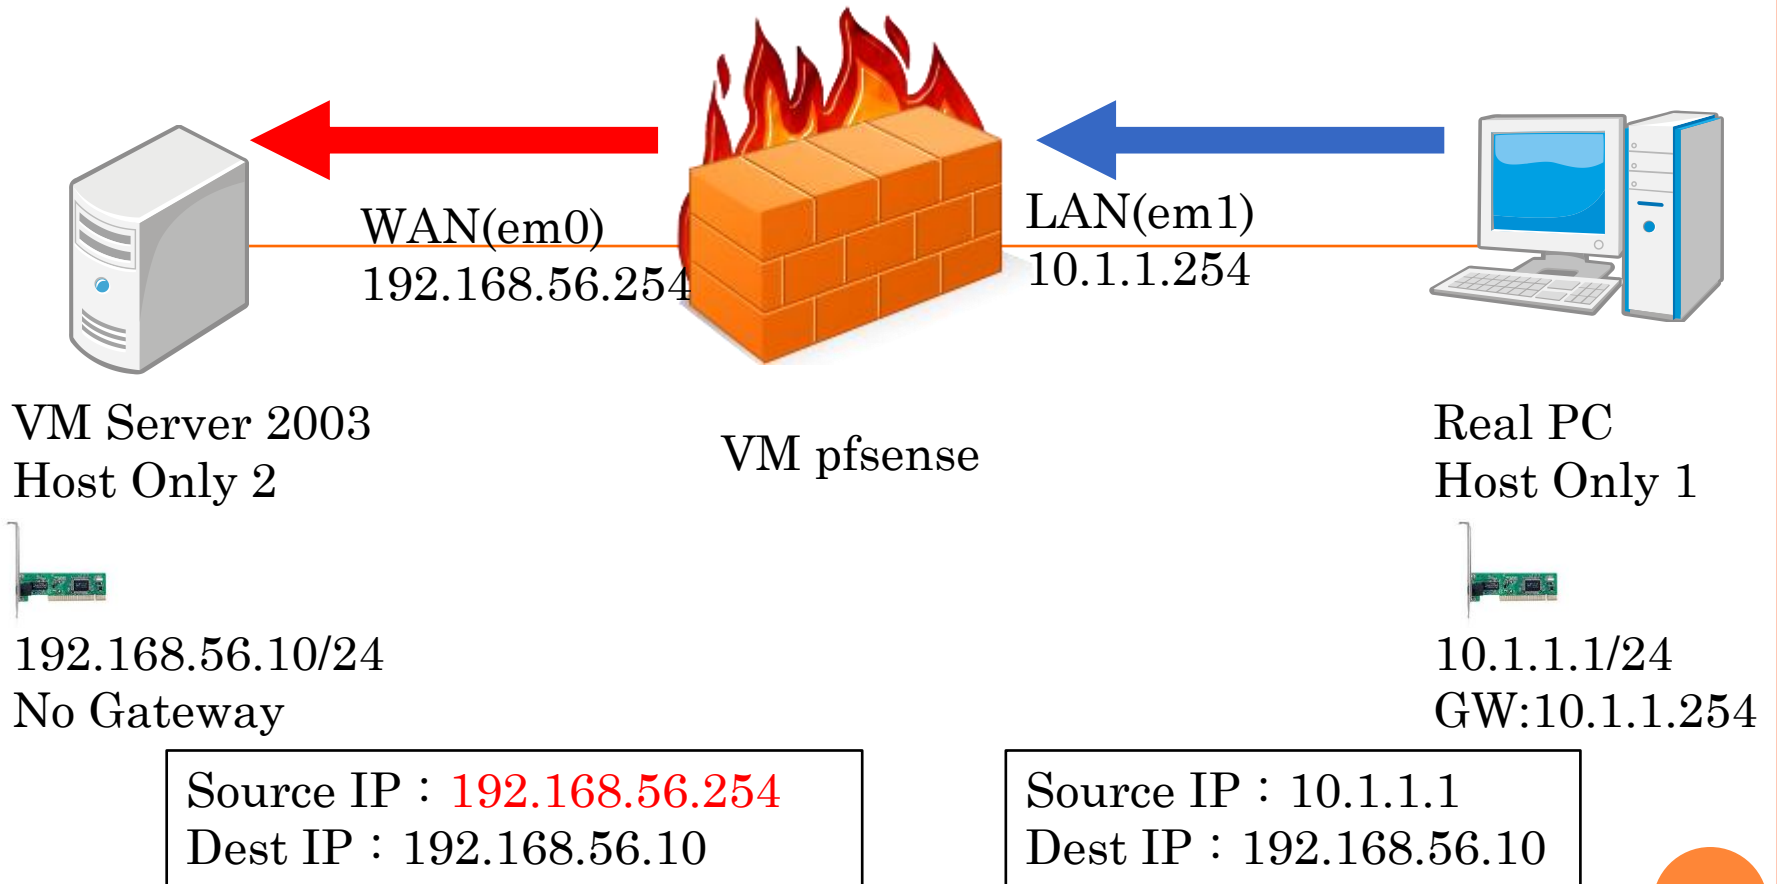 WAN(em0)
192.168.56.254
LAN(em1)
10.1.1.254
VM Server 2003
Host Only 2
VM pfsense
Real PC
Host Only 1
192.168.56.10/24
No Gateway
10.1.1.1/24
GW:10.1.1.254
Source IP：192.168.56.254
Dest IP：192.168.56.10
Source IP：10.1.1.1
Dest IP：192.168.56.10